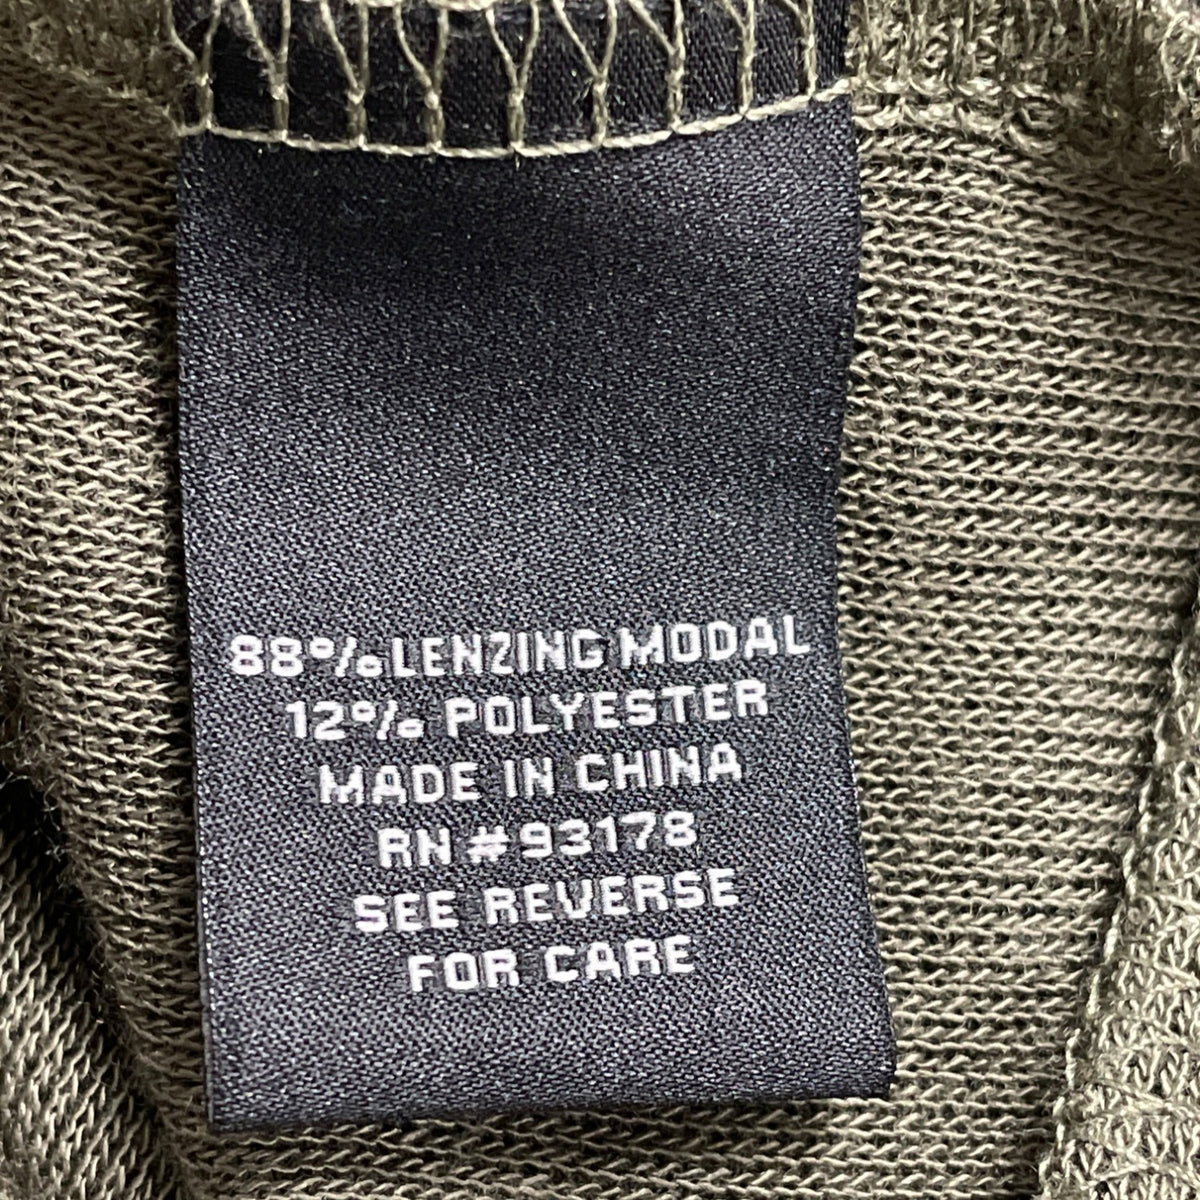 88% LENZING MODAL
12% POLYESTER
MADE IN CHINA
RN #93178
SEE REVERSE
FOR CARE